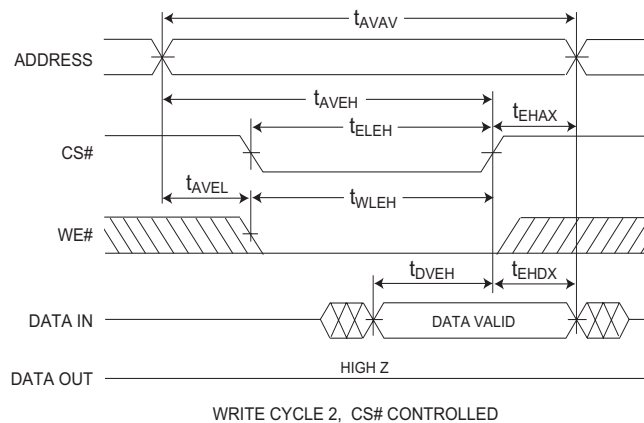 tAVAV
ADDRESS
tAVEH
tELEH
tEHAX
CS#
tAVEL
tWLEH
WE#
tDVEH
tEHDX
DATA IN
DATA VALID
DATA OUT
HIGH Z
WRITE CYCLE 2, CS# CONTROLLED